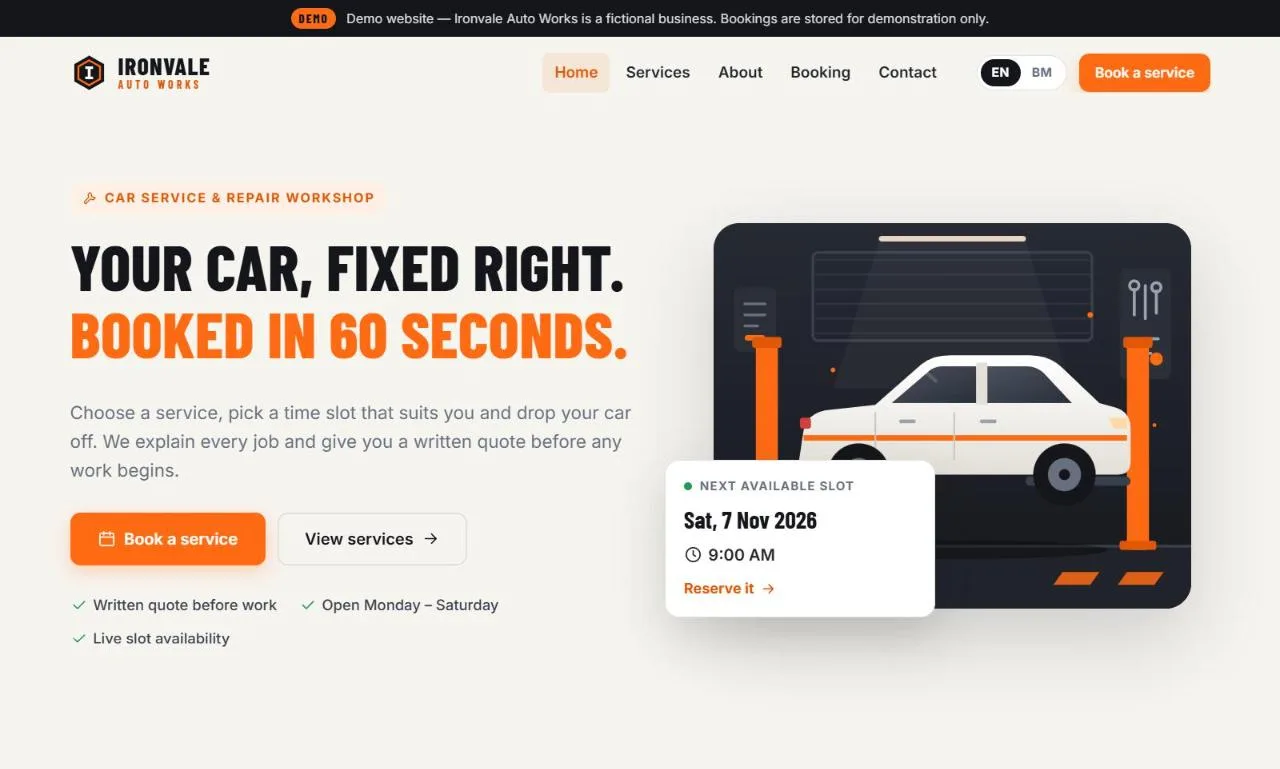 DEMO Demo website — Ironvale Auto Works is a fictional business. Bookings are stored for demonstration only.
I IRONVALE
AUTO WORKS
Home Services About Booking Contact EN BM Book a service
CAR SERVICE & REPAIR WORKSHOP
YOUR CAR, FIXED RIGHT.
BOOKED IN 60 SECONDS.
Choose a service, pick a time slot that suits you and drop your car
off. We explain every job and give you a written quote before any
work begins.
Book a service View services →
Written quote before work Open Monday – Saturday
Live slot availability
NEXT AVAILABLE SLOT
Sat, 7 Nov 2026
9:00 AM
Reserve it →